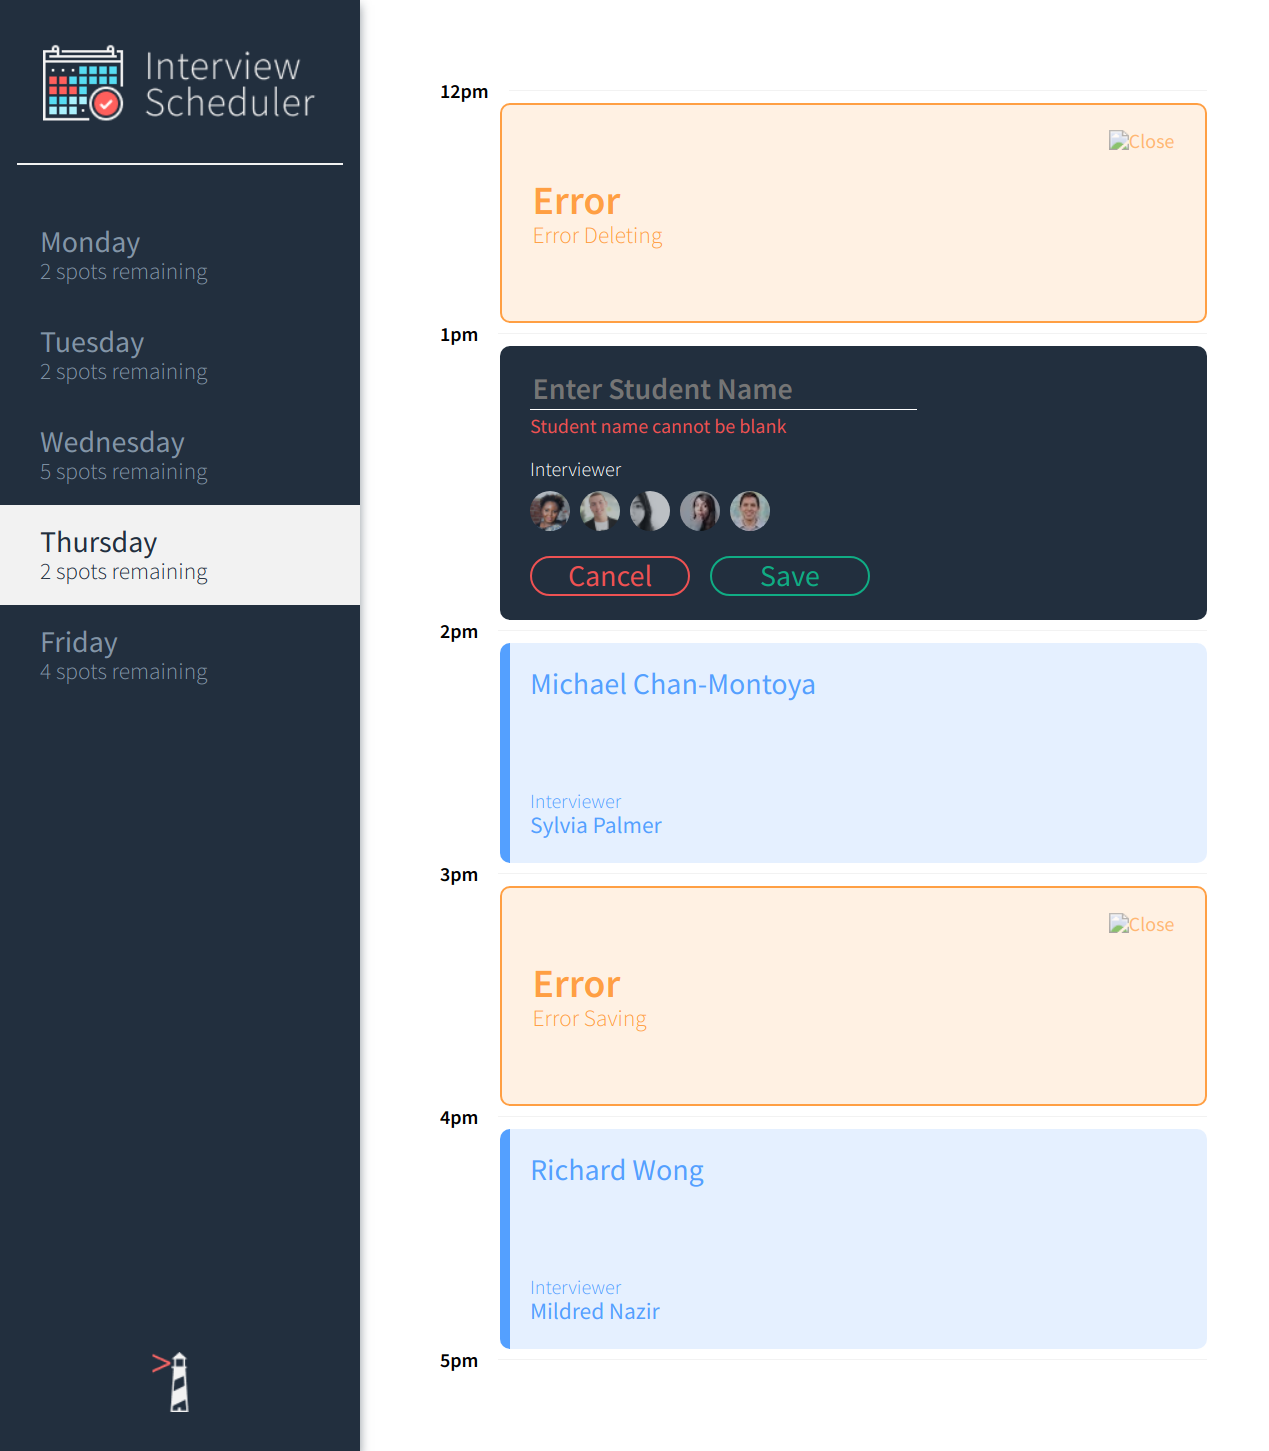 Interview
Scheduler
Monday
2 spots remaining
Tuesday
2 spots remaining
Wednesday
5 spots remaining
Thursday
2 spots remaining
Friday
4 spots remaining
12pm
Close
Error
Error Deleting
1pm
Enter Student Name
Student name cannot be blank
Interviewer
Cancel
Save
2pm
Michael Chan-Montoya
Interviewer
Sylvia Palmer
3pm
Close
Error
Error Saving
4pm
Richard Wong
Interviewer
Mildred Nazir
5pm